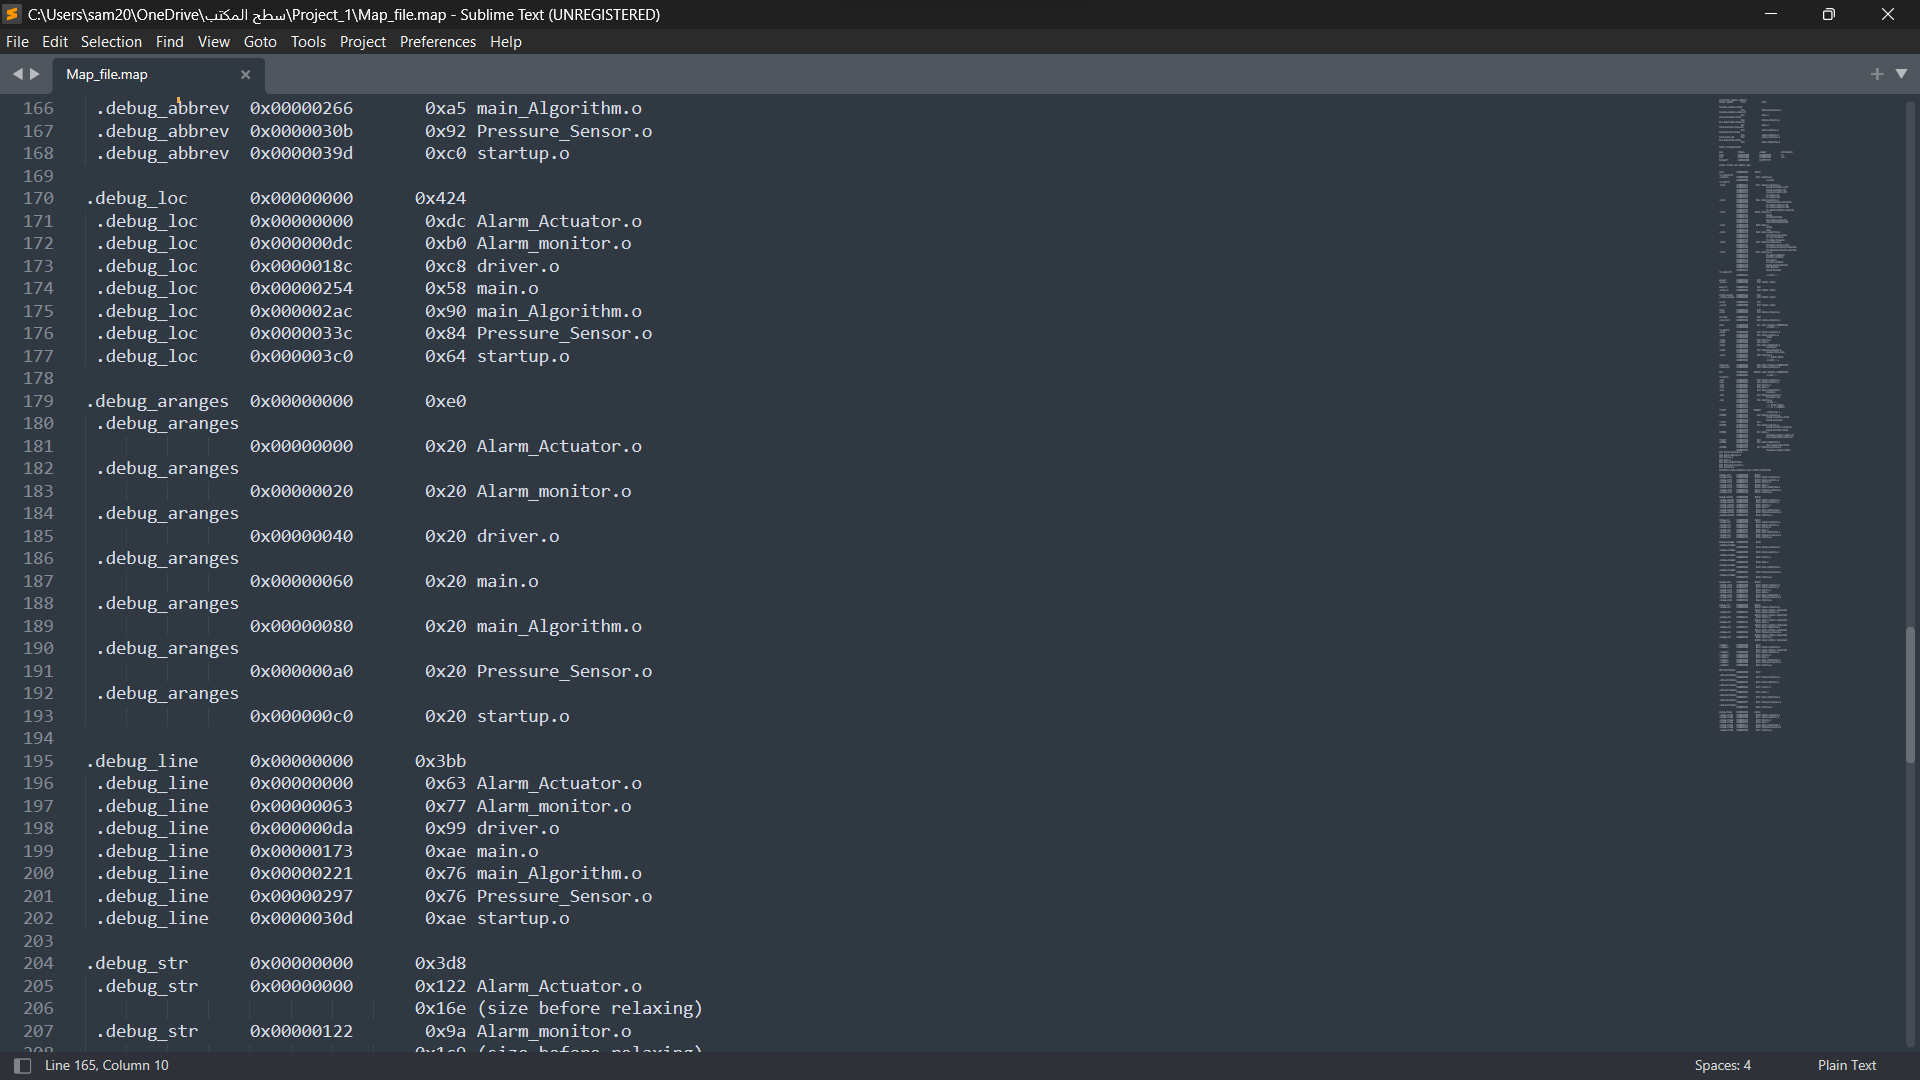 C:\Users\sam20\OneDrive\سطح المكتب\Project_1\Map_file.map - Sublime Text (UNREGISTERED)
File Edit Selection Find View Goto Tools Project Preferences Help
Map_file.map
166 .debug_abbrev 0x00000266 0xa5 main_Algorithm.o
167 .debug_abbrev 0x0000030b 0x92 Pressure_Sensor.o
168 .debug_abbrev 0x0000039d 0xc0 startup.o
169
170 .debug_loc 0x00000000 0x424
171 .debug_loc 0x00000000 0xdc Alarm_Actuator.o
172 .debug_loc 0x000000dc 0xb0 Alarm_monitor.o
173 .debug_loc 0x0000018c 0xc8 driver.o
174 .debug_loc 0x00000254 0x58 main.o
175 .debug_loc 0x000002ac 0x90 main_Algorithm.o
176 .debug_loc 0x0000033c 0x84 Pressure_Sensor.o
177 .debug_loc 0x000003c0 0x64 startup.o
178
179 .debug_aranges 0x00000000 0xe0
180 .debug_aranges
181 0x00000000 0x20 Alarm_Actuator.o
182 .debug_aranges
183 0x00000020 0x20 Alarm_monitor.o
184 .debug_aranges
185 0x00000040 0x20 driver.o
186 .debug_aranges
187 0x00000060 0x20 main.o
188 .debug_aranges
189 0x00000080 0x20 main_Algorithm.o
190 .debug_aranges
191 0x000000a0 0x20 Pressure_Sensor.o
192 .debug_aranges
193 0x000000c0 0x20 startup.o
194
195 .debug_line 0x00000000 0x3bb
196 .debug_line 0x00000000 0x63 Alarm_Actuator.o
197 .debug_line 0x00000063 0x77 Alarm_monitor.o
198 .debug_line 0x000000da 0x99 driver.o
199 .debug_line 0x00000173 0xae main.o
200 .debug_line 0x00000221 0x76 main_Algorithm.o
201 .debug_line 0x00000297 0x76 Pressure_Sensor.o
202 .debug_line 0x0000030d 0xae startup.o
203
204 .debug_str 0x00000000 0x3d8
205 .debug_str 0x00000000 0x122 Alarm_Actuator.o
206 0x16e (size before relaxing)
207 .debug_str 0x00000122 0x9a Alarm_monitor.o
Line 165, Column 10
Spaces: 4
Plain Text